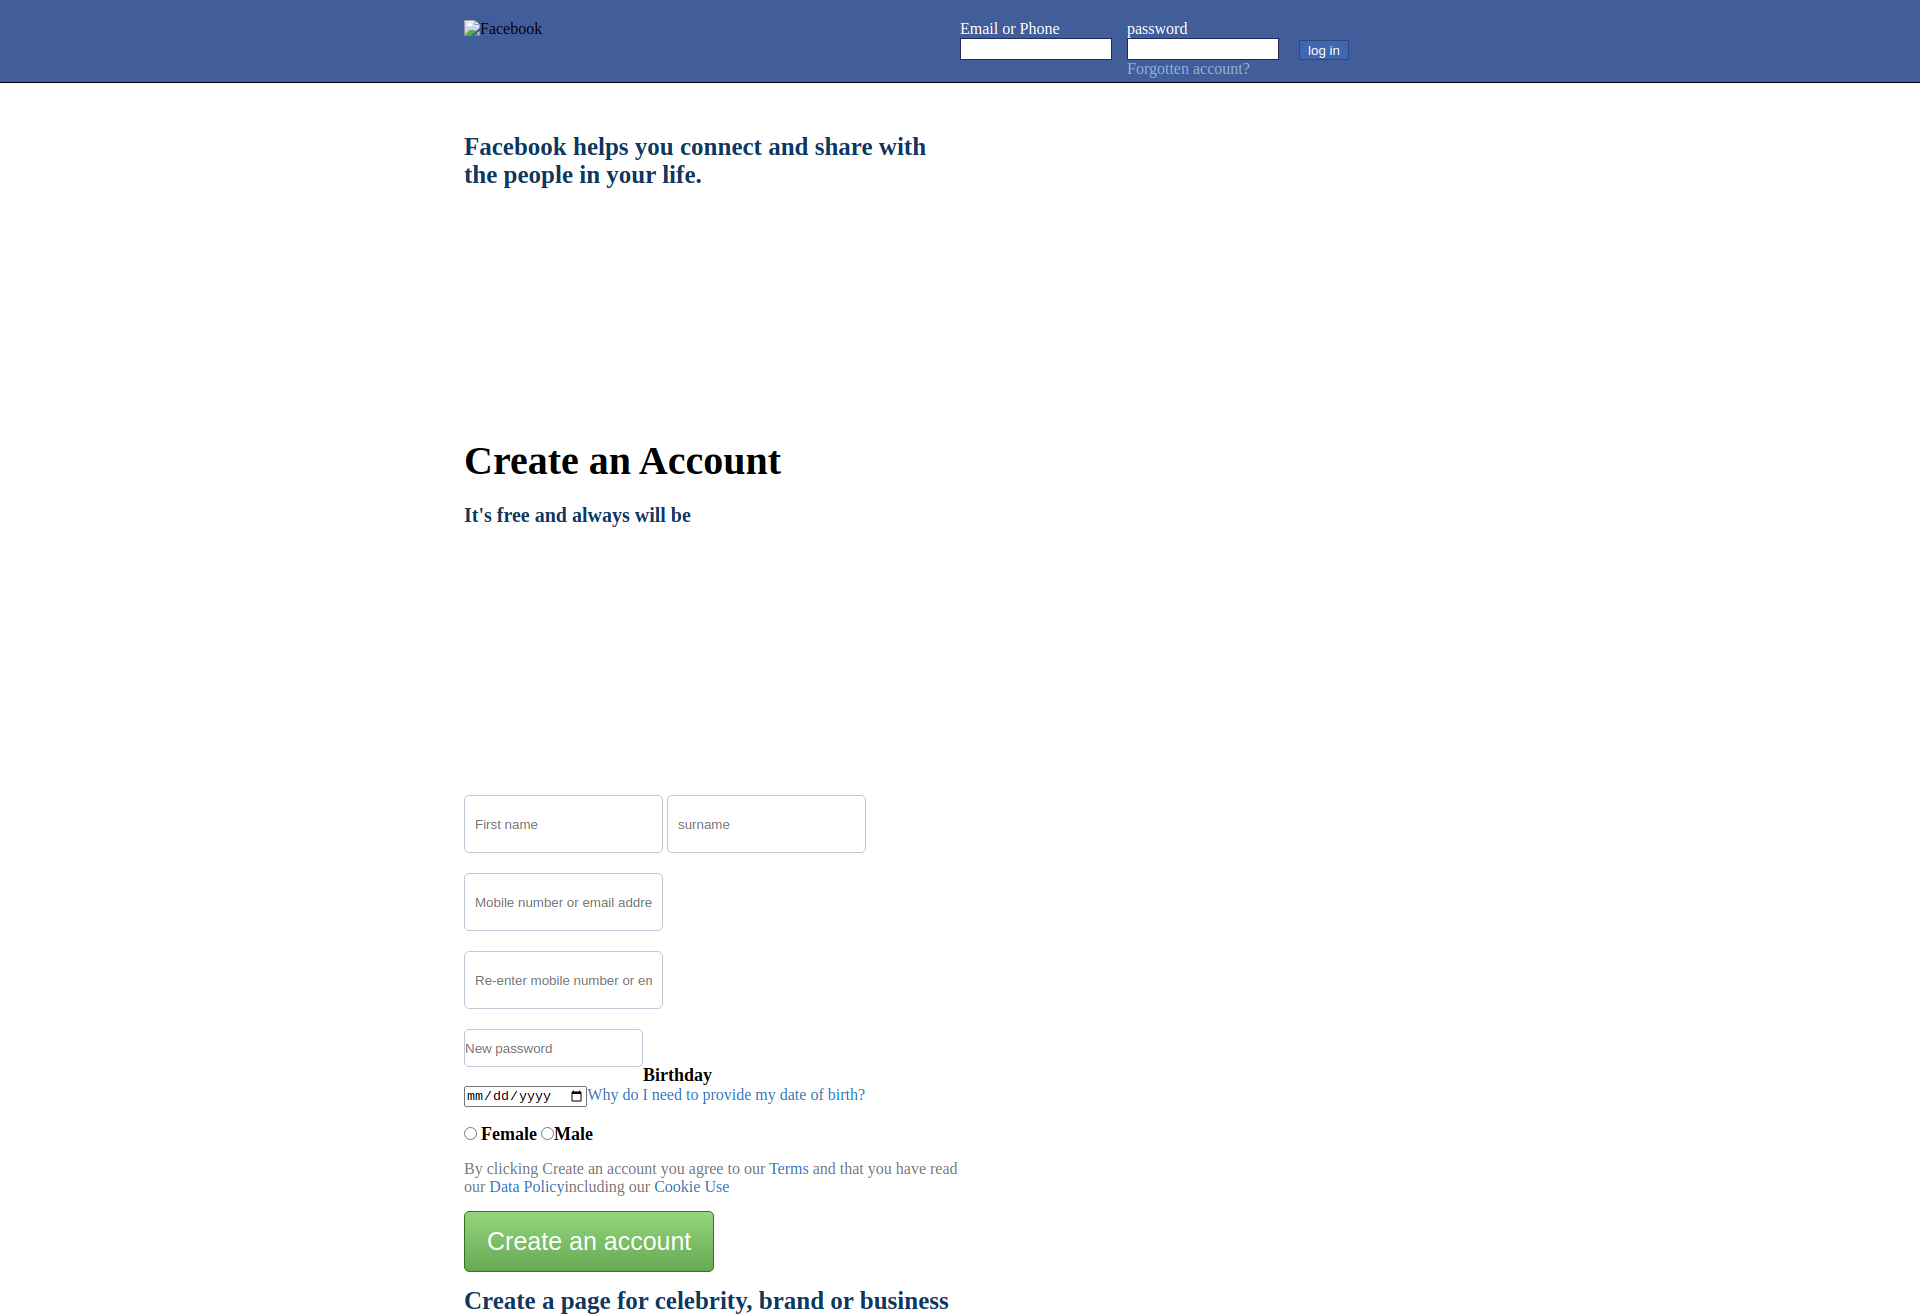 Facebook
Email or Phone
password
log in
Forgotten account?
Facebook helps you connect and share with
the people in your life.
Create an Account
It's free and always will be
First name
surname
Mobile number or email addre
Re-enter mobile number or en
New password
Birthday
mm/dd/yyyy
Why do I need to provide my date of birth?
Female
Male
By clicking Create an account you agree to our Terms and that you have read
our Data Policyincluding our Cookie Use
Create an account
Create a page for celebrity, brand or business